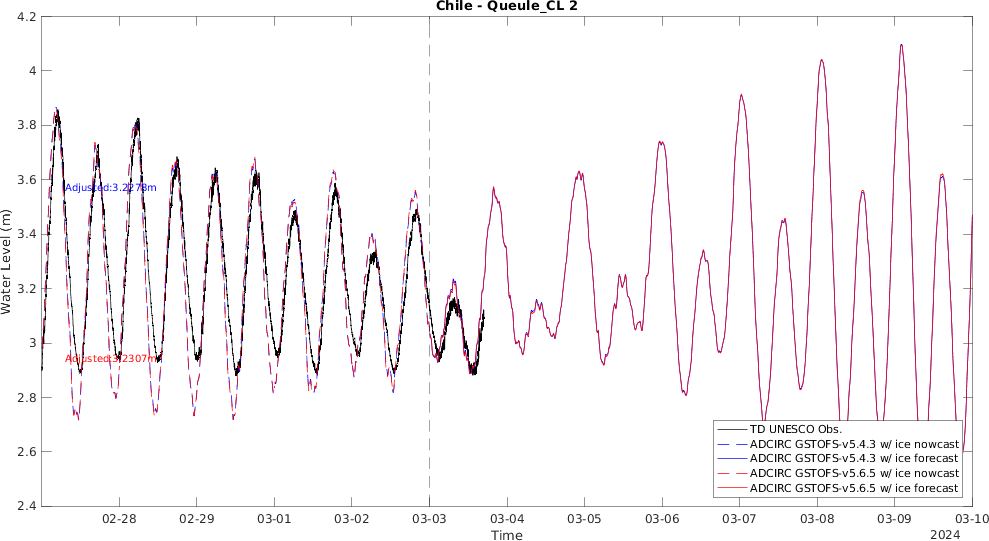 Chile - Queule_CL 2
4.2
4
3.8
3.6
3.4
3.2
3
2.8
2.6
2.4
Water Level (m)
Adjusted:3.2278m
Adjusted:3.2307m
TD UNESCO Obs.
ADCIRC GSTOFS-v5.4.3 w/ ice nowcast
ADCIRC GSTOFS-v5.4.3 w/ ice forecast
ADCIRC GSTOFS-v5.6.5 w/ ice nowcast
ADCIRC GSTOFS-v5.6.5 w/ ice forecast
02-28 02-29 03-01 03-02 03-03 03-04 03-05 03-06 03-07 03-08 03-09 03-10
Time
2024